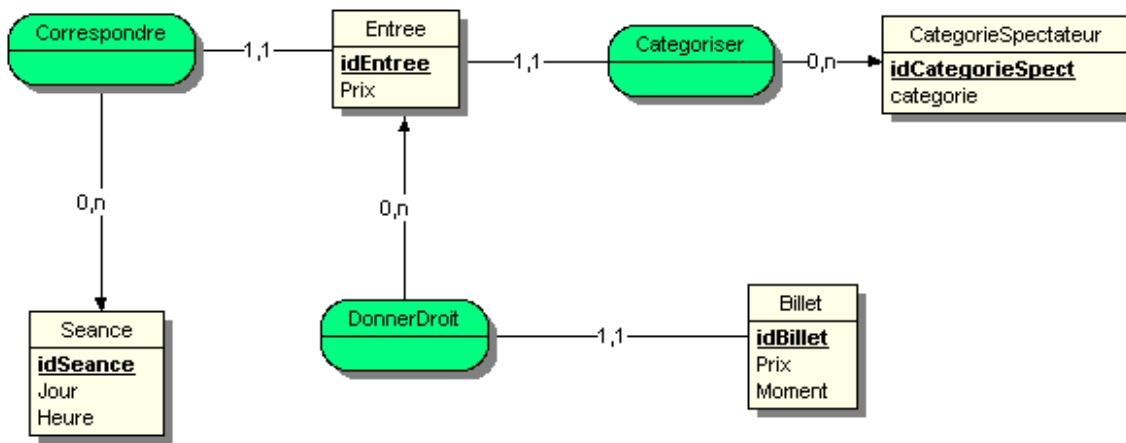 Correspondre
1,1
Entree
idEntree
Prix
1,1
Categoriser
0,n
CategorieSpectateur
idCategorieSpect
categorie
0,n
0,n
Seance
idSeance
Jour
Heure
DonnerDroit
1,1
Billet
idBillet
Prix
Moment